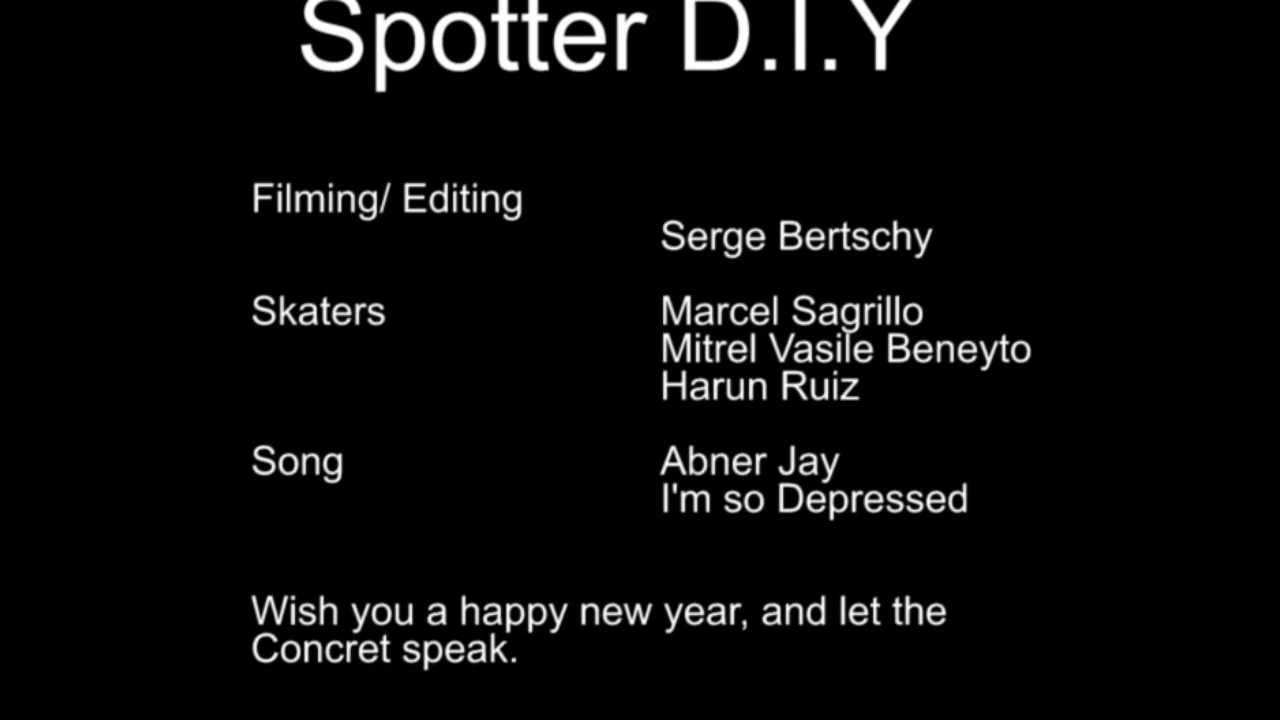 Spotter D.I.Y
Filming/ Editing
Serge Bertschy
Skaters
Marcel Sagrillo
Mitrel Vasile Beneyto
Harun Ruiz
Song
Abner Jay
I'm so Depressed
Wish you a happy new year, and let the
Concret speak.